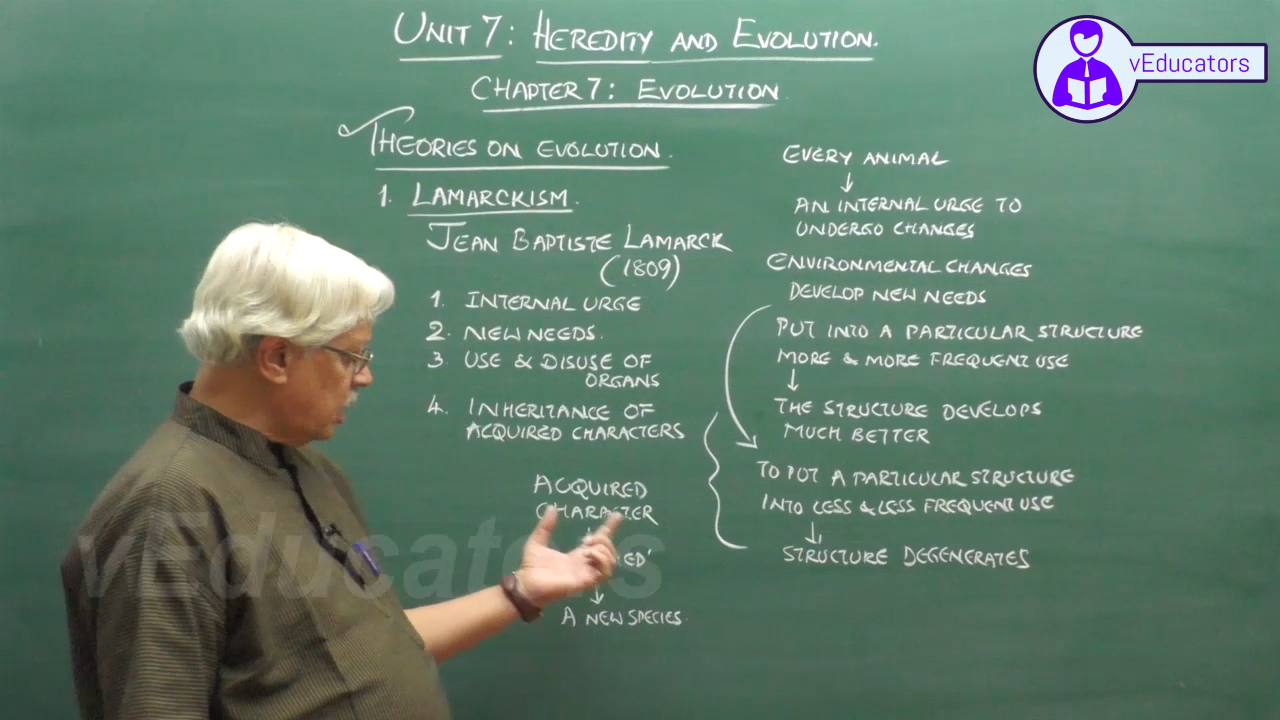 UNIT 7: HEREDITY AND EVOLUTION.
CHAPTER 7: EVOLUTION
THEORIES ON EVOLUTION.
1. LAMARCKISM.
JEAN BAPTISTE LAMARCK
(1809)
1. INTERNAL URGE
2. NEW NEEDS.
3. USE & DISUSE OF
ORGANS
4. INHERITANCE OF
ACQUIRED CHARACTERS
ACQUIRED
CHARACTER
A NEW SPECIES.
EVERY ANIMAL
AN INTERNAL URGE TO
UNDERGO CHANGES
ENVIRONMENTAL CHANGES
DEVELOP NEW NEEDS
PUT INTO A PARTICULAR STRUCTURE
MORE & MORE FREQUENT USE
THE STRUCTURE DEVELOPS
MUCH BETTER
TO PUT A PARTICULAR STRUCTURE
INTO LESS & LESS FREQUENT USE
STRUCTURE DEGENERATES
vEducators
vEducators